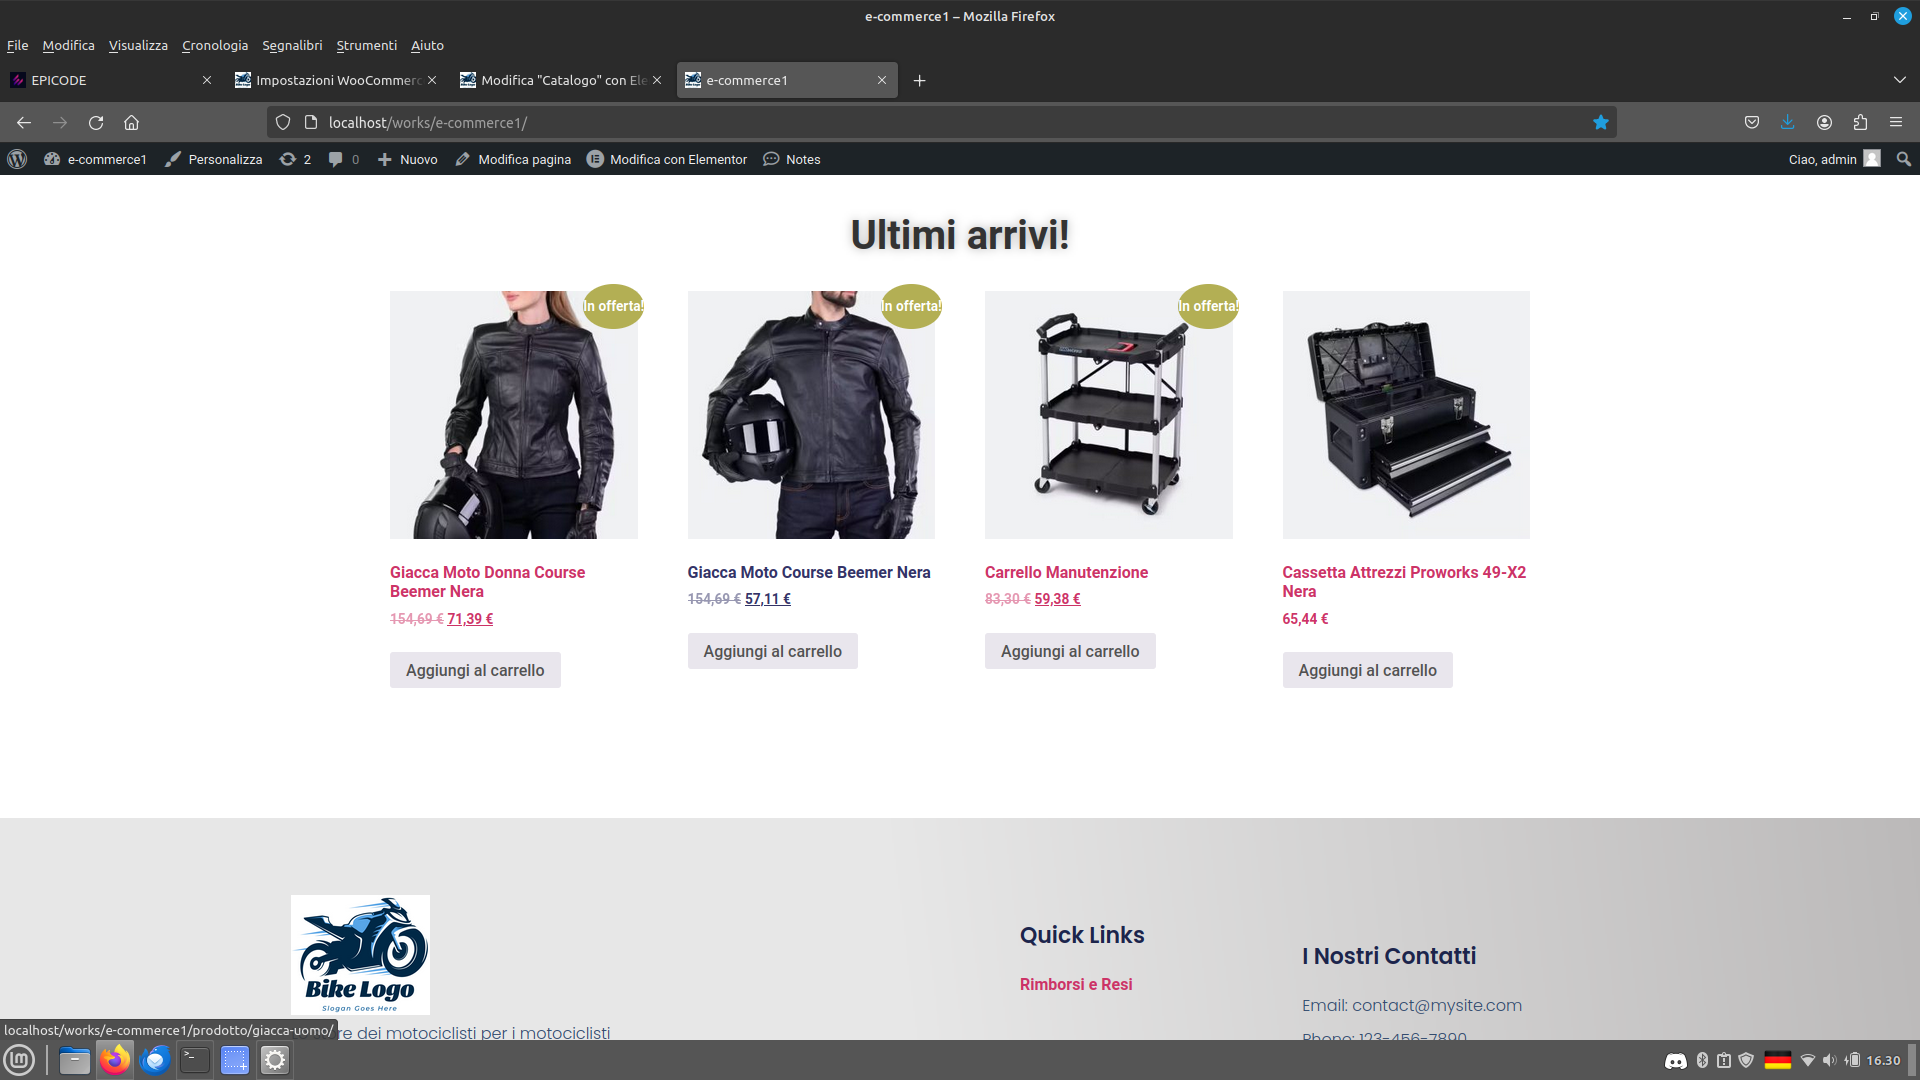 e-commerce1 – Mozilla Firefox
File Modifica Visualizza Cronologia Segnalibri Strumenti Aiuto
EPICODE
Impostazioni WooCommerc
Modifica "Catalogo" con Ele
e-commerce1
localhost/works/e-commerce1/
e-commerce1 Personalizza 2 0 Nuovo Modifica pagina Modifica con Elementor Notes Ciao, admin
Ultimi arrivi!
In offerta!
In offerta!
In offerta!
Giacca Moto Donna Course
Beemer Nera
154,69 € 71,39 €
Aggiungi al carrello
Giacca Moto Course Beemer Nera
154,69 € 57,11 €
Aggiungi al carrello
Carrello Manutenzione
83,30 € 59,38 €
Aggiungi al carrello
Cassetta Attrezzi Proworks 49-X2
Nera
65,44 €
Aggiungi al carrello
Bike Logo
Slogan Goes Here
re dei motociclisti per i motociclisti
Quick Links
Rimborsi e Resi
I Nostri Contatti
Email: contact@mysite.com
Phone: 123-456-7890
localhost/works/e-commerce1/prodotto/giacca-uomo/
16.30